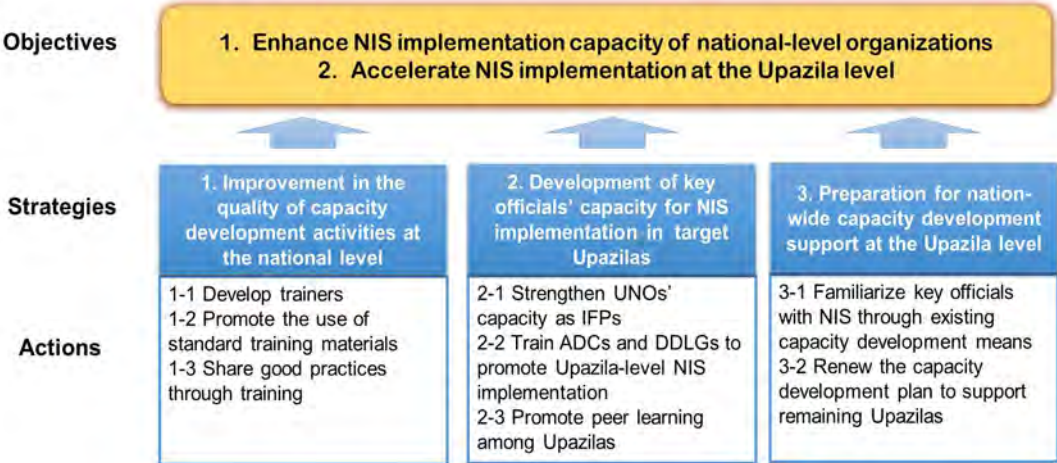 Objectives
1. Enhance NIS implementation capacity of national-level organizations
2. Accelerate NIS implementation at the Upazila level
Strategies
1. Improvement in the
quality of capacity
development activities at
the national level
2. Development of key
officials' capacity for NIS
implementation in target
Upazilas
3. Preparation for nation-
wide capacity development
support at the Upazila level
Actions
1-1 Develop trainers
1-2 Promote the use of
standard training materials
1-3 Share good practices
through training
2-1 Strengthen UNOs'
capacity as IFPs
2-2 Train ADCs and DDLGs to
promote Upazila-level NIS
implementation
2-3 Promote peer learning
among Upazilas
3-1 Familiarize key officials
with NIS through existing
capacity development means
3-2 Renew the capacity
development plan to support
remaining Upazilas